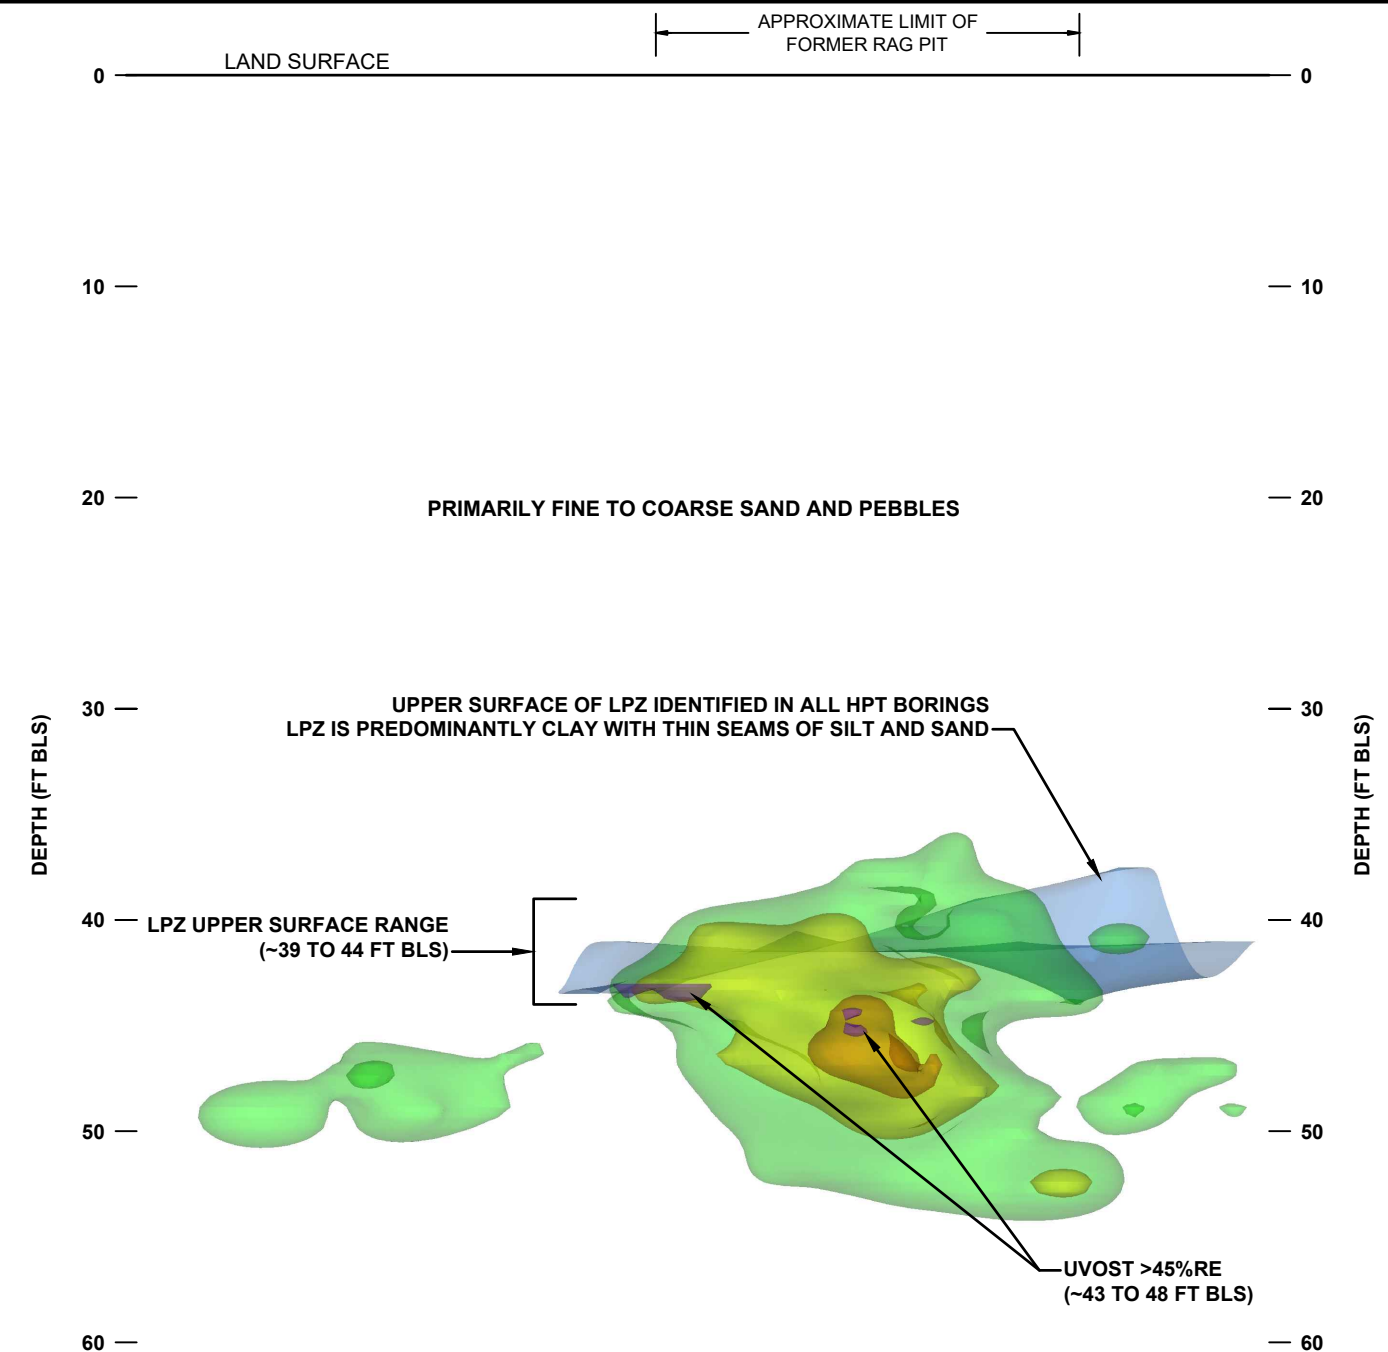 APPROXIMATE LIMIT OF
FORMER RAG PIT
LAND SURFACE
0
0
10
10
20
20
PRIMARILY FINE TO COARSE SAND AND PEBBLES
30
30
UPPER SURFACE OF LPZ IDENTIFIED IN ALL HPT BORINGS
LPZ IS PREDOMINANTLY CLAY WITH THIN SEAMS OF SILT AND SAND
DEPTH (FT BLS)
DEPTH (FT BLS)
40
40
LPZ UPPER SURFACE RANGE
(~39 TO 44 FT BLS)
50
50
UVOST >45%RE
(~43 TO 48 FT BLS)
60
60